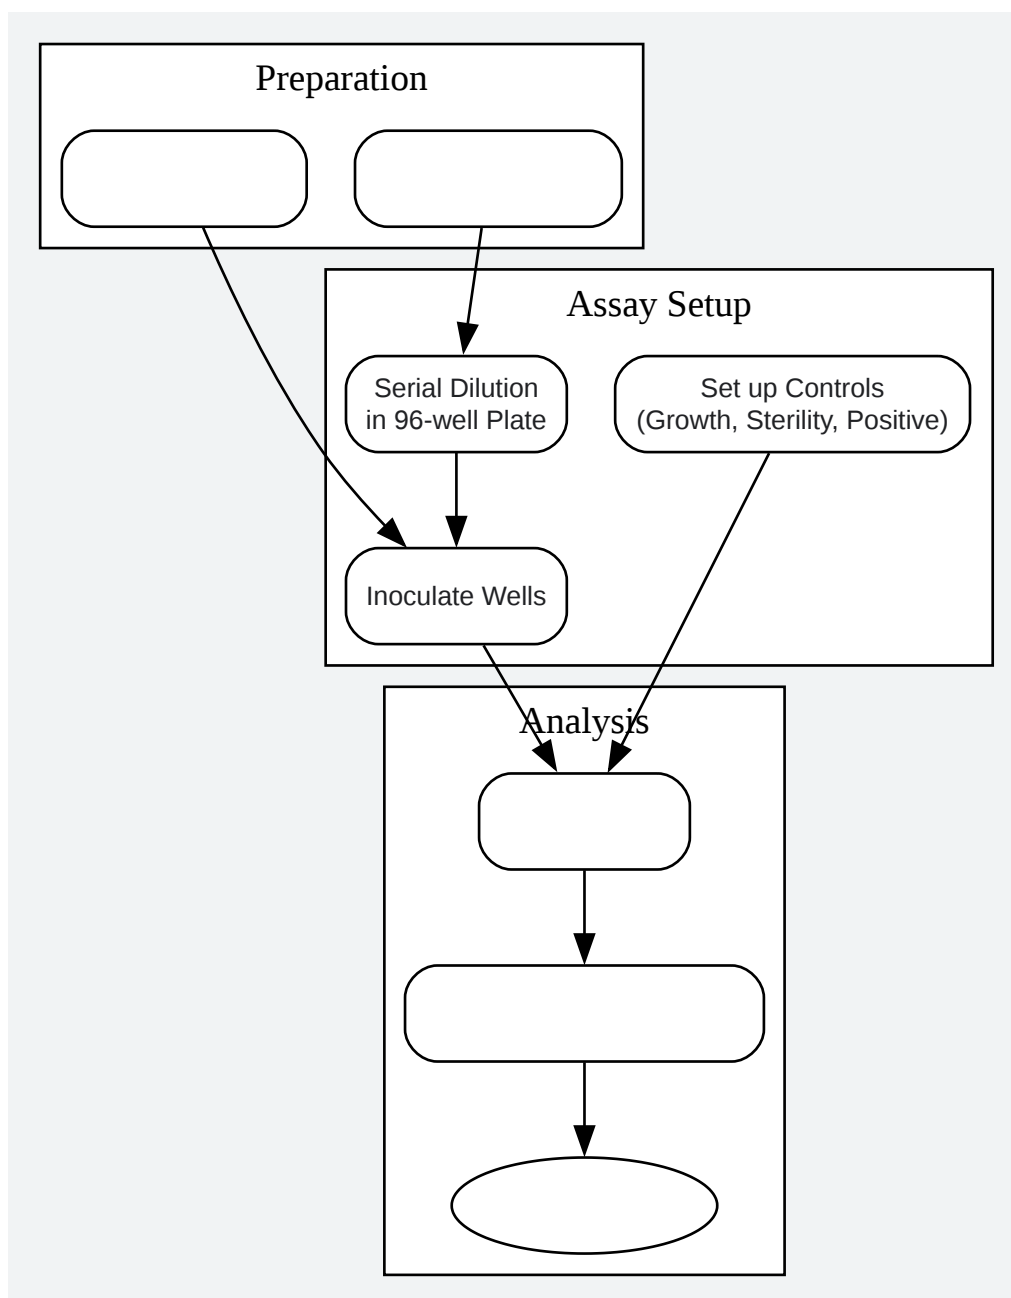 Preparation
Assay Setup
Serial Dilution
in 96-well Plate
Set up Controls
(Growth, Sterility, Positive)
Inoculate Wells
Analysis